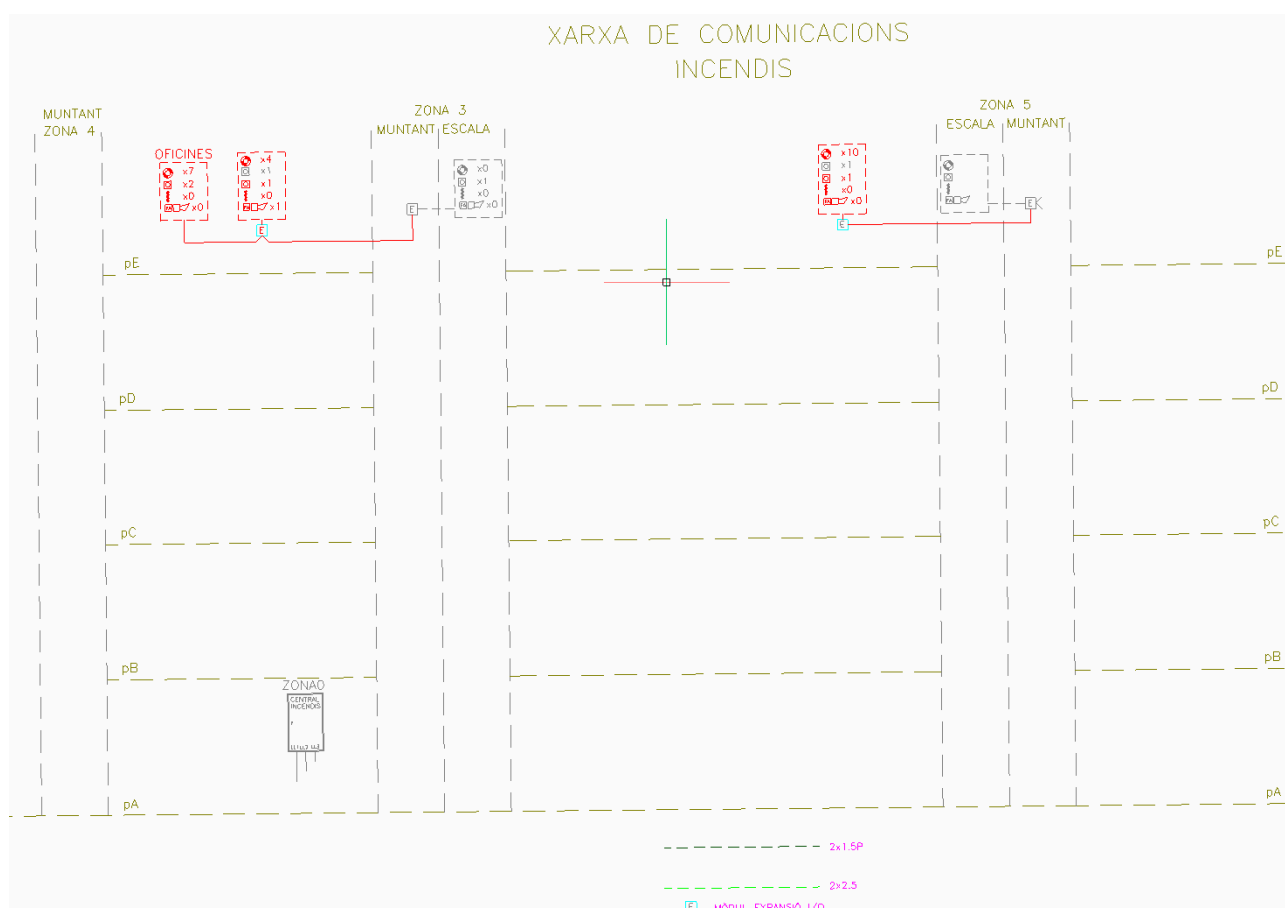 XARXA DE COMUNICACIONS
INCENDIS
MUNTANT
ZONA 4
ZONA 3
MUNTANT ESCALA
ZONA 5
ESCALA MUNTANT
OFICINES
x7
x2
x0
x0
x4
x1
x1
x0
x1
E
x0
x1
x0
x0
E
x10
x1
x1
x0
x0
E
E
pE
pE
pD
pD
pC
pC
pB
pB
ZONA0
CENTRAL
INCENDIS
pA
pA
2x1.5P
2x2.5
E MÒDUL EXPANSIÓ I/O